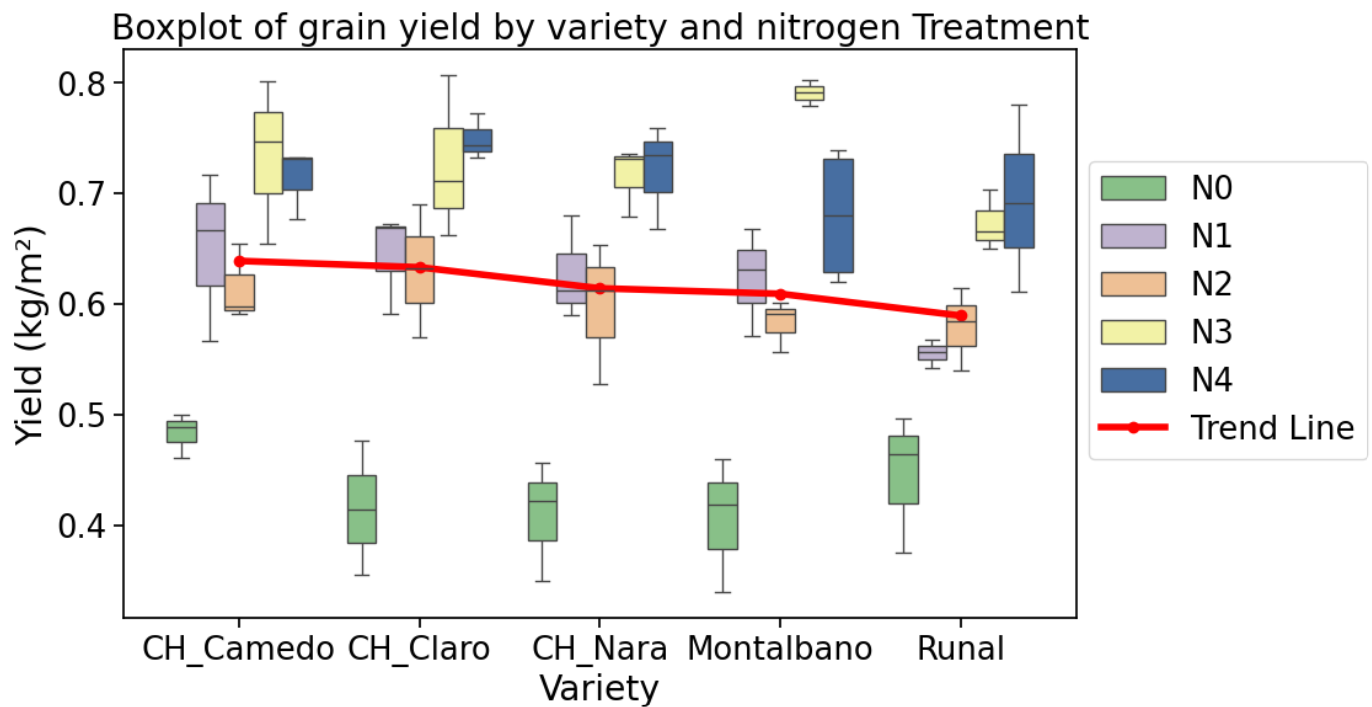 Boxplot of grain yield by variety and nitrogen Treatment
Yield (kg/m²)
0.8
0.7
0.6
0.5
0.4
CH_Camedo
CH_Claro
CH_Nara
Montalbano
Runal
Variety
N0
N1
N2
N3
N4
Trend Line